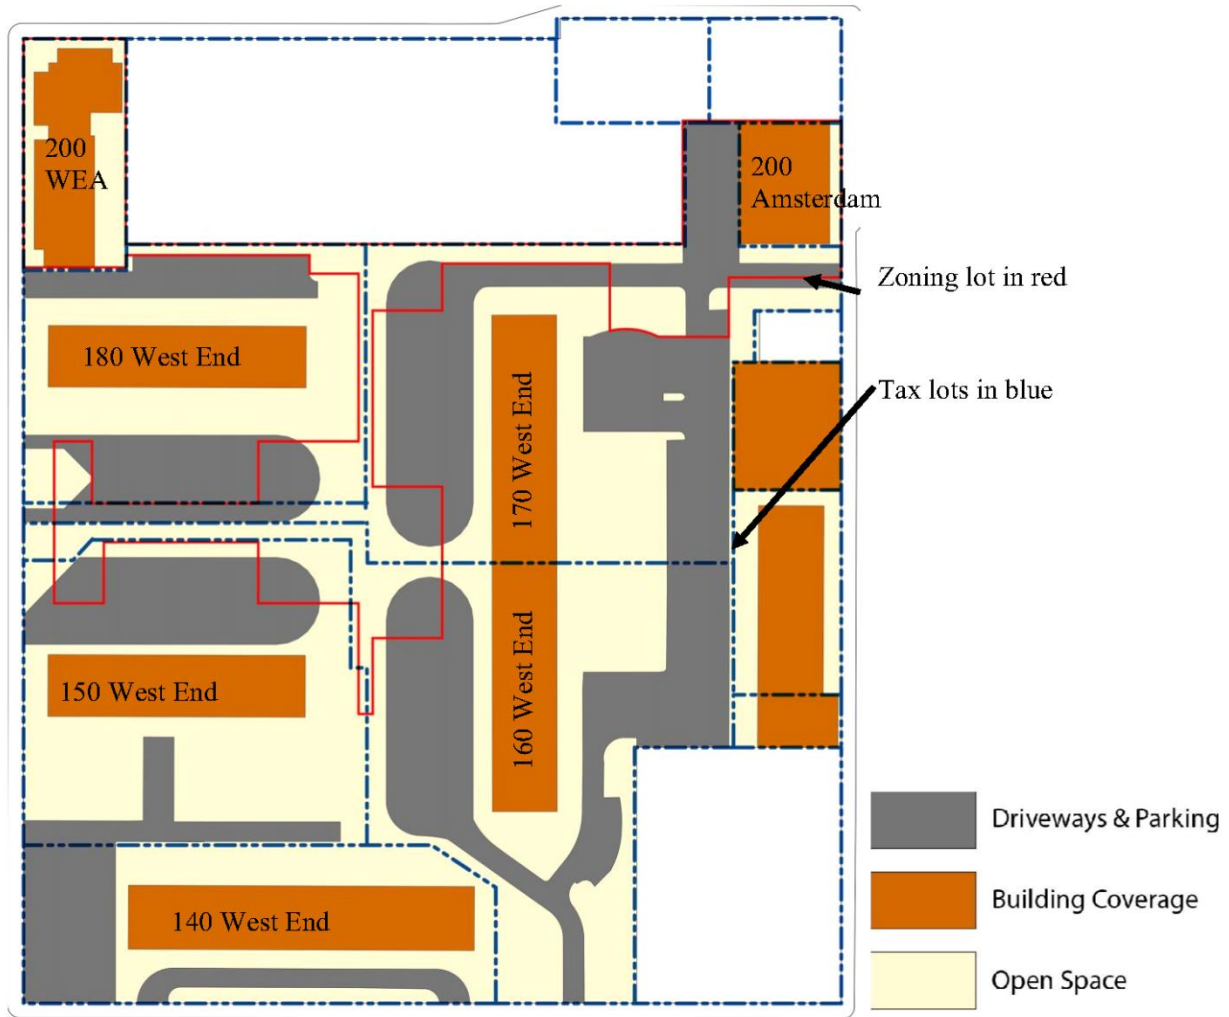 200
WEA
200
Amsterdam
Zoning lot in red
180 West End
Tax lots in blue
170 West End
160 West End
150 West End
140 West End
Driveways & Parking
Building Coverage
Open Space